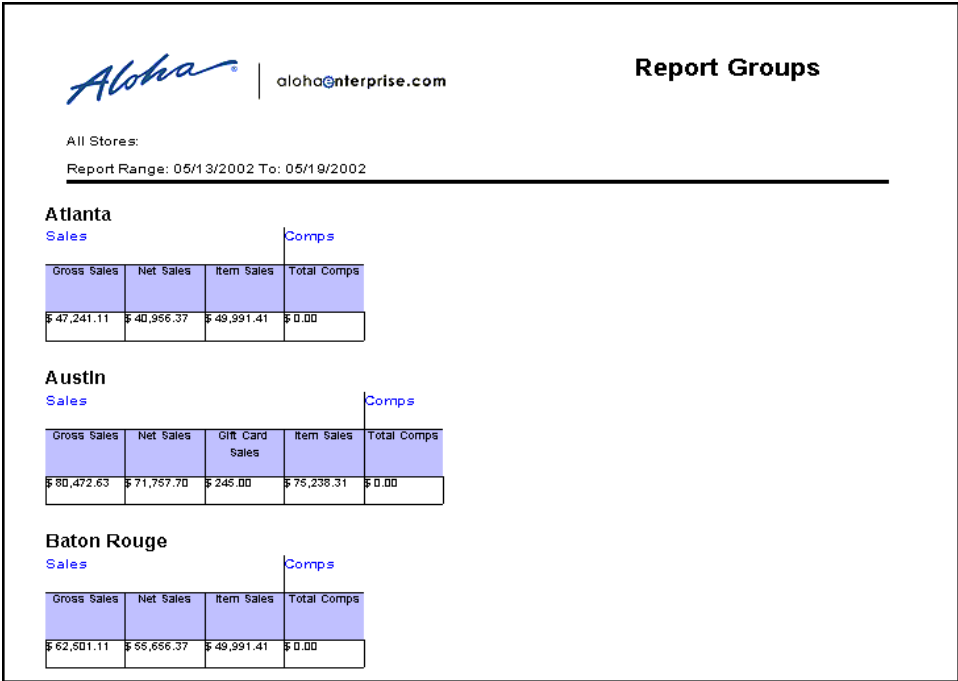 Aloha® | alohaenterprise.com
Report Groups
All Stores:
Report Range: 05/13/2002 To: 05/19/2002
Atlanta
Sales Comps
Gross Sales Net Sales Item Sales Total Comps
$ 47,241.11 $ 40,956.37 $ 49,991.41 $ 0.00
Austin
Sales Comps
Gross Sales Net Sales Gift Card Item Sales Total Comps
Sales
$ 80,472.63 $ 71,757.70 $ 245.00 $ 75,238.31 $ 0.00
Baton Rouge
Sales Comps
Gross Sales Net Sales Item Sales Total Comps
$ 62,501.11 $ 55,656.37 $ 49,991.41 $ 0.00